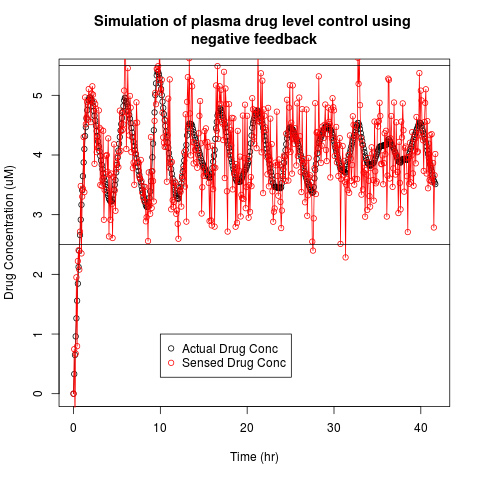 Simulation of plasma drug level control using
negative feedback
Drug Concentration (uM)
5
4
3
2
1
0
Actual Drug Conc
Sensed Drug Conc
0 10 20 30 40
Time (hr)